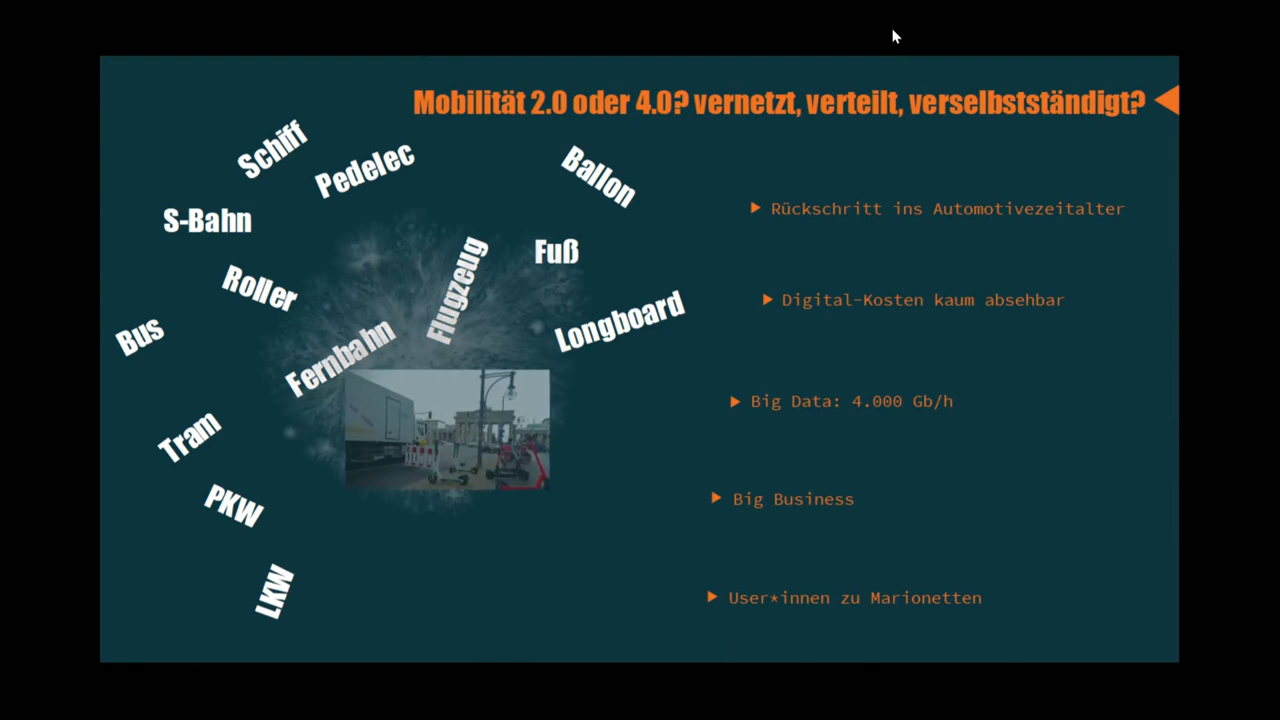 Mobilität 2.0 oder 4.0? vernetzt, verteilt, verselbstständigt?
Schiff
Pedelec
Ballon
S-Bahn
Fuß
Roller
Flugzeug
Longboard
Bus
Fernbahn
Tram
PKW
LKW
Rückschritt ins Automotivezeitalter
Digital-Kosten kaum absehbar
Big Data: 4.000 Gb/h
Big Business
User*innen zu Marionetten